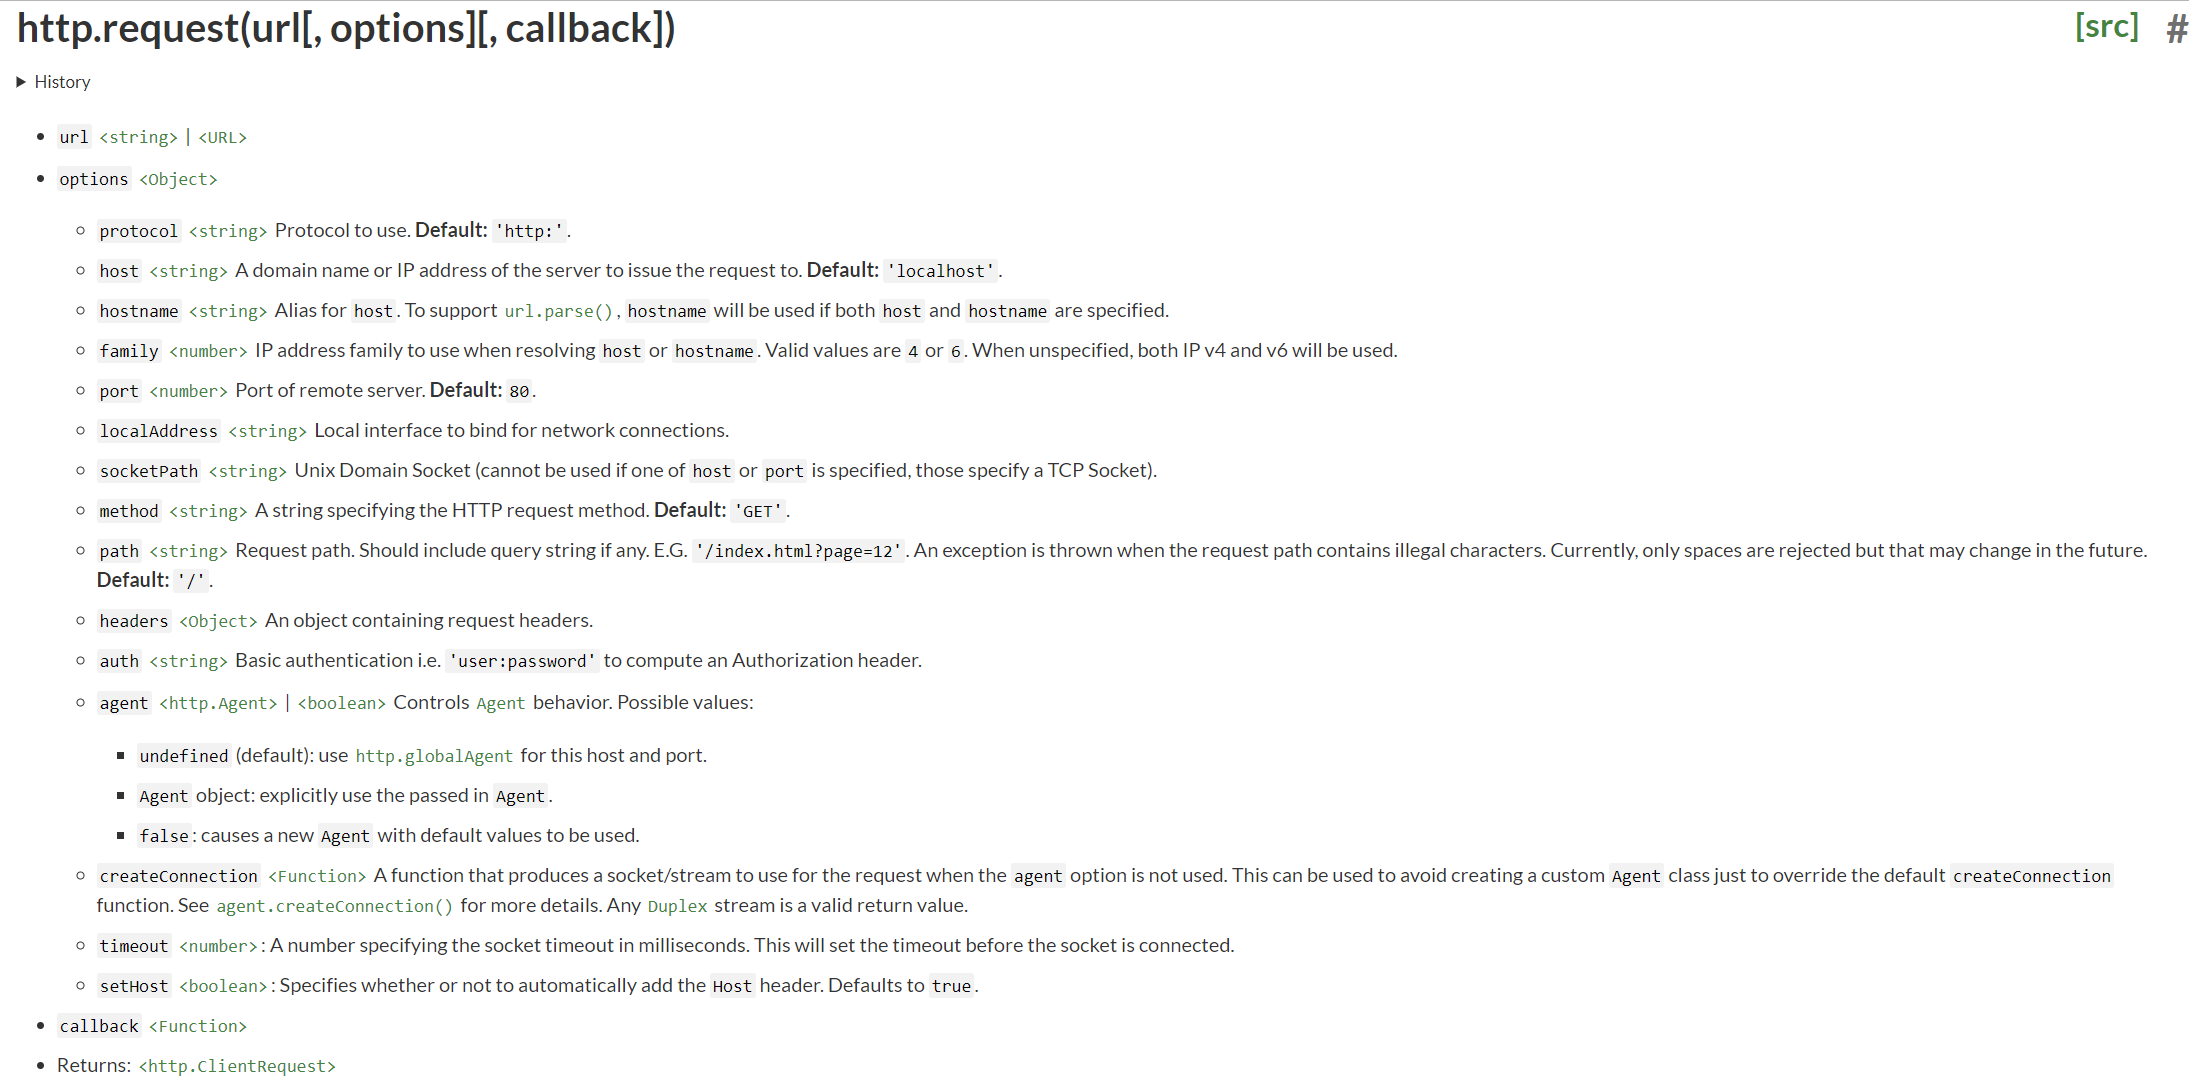 http.request(url[, options][, callback]) [src] #
History
url <string> | <URL>
options <Object>
protocol <string> Protocol to use. Default: 'http:'.
host <string> A domain name or IP address of the server to issue the request to. Default: 'localhost'.
hostname <string> Alias for host. To support url.parse(), hostname will be used if both host and hostname are specified.
family <number> IP address family to use when resolving host or hostname. Valid values are 4 or 6. When unspecified, both IP v4 and v6 will be used.
port <number> Port of remote server. Default: 80.
localAddress <string> Local interface to bind for network connections.
socketPath <string> Unix Domain Socket (cannot be used if one of host or port is specified, those specify a TCP Socket).
method <string> A string specifying the HTTP request method. Default: 'GET'.
path <string> Request path. Should include query string if any. E.G. '/index.html?page=12'. An exception is thrown when the request path contains illegal characters. Currently, only spaces are rejected but that may change in the future.
Default: '/'.
headers <Object> An object containing request headers.
auth <string> Basic authentication i.e. 'user:password' to compute an Authorization header.
agent <http.Agent> | <boolean> Controls Agent behavior. Possible values:
undefined (default): use http.globalAgent for this host and port.
Agent object: explicitly use the passed in Agent.
false: causes a new Agent with default values to be used.
createConnection <Function> A function that produces a socket/stream to use for the request when the agent option is not used. This can be used to avoid creating a custom Agent class just to override the default createConnection
function. See agent.createConnection() for more details. Any Duplex stream is a valid return value.
timeout <number>: A number specifying the socket timeout in milliseconds. This will set the timeout before the socket is connected.
setHost <boolean>: Specifies whether or not to automatically add the Host header. Defaults to true.
callback <Function>
Returns: <http.ClientRequest>